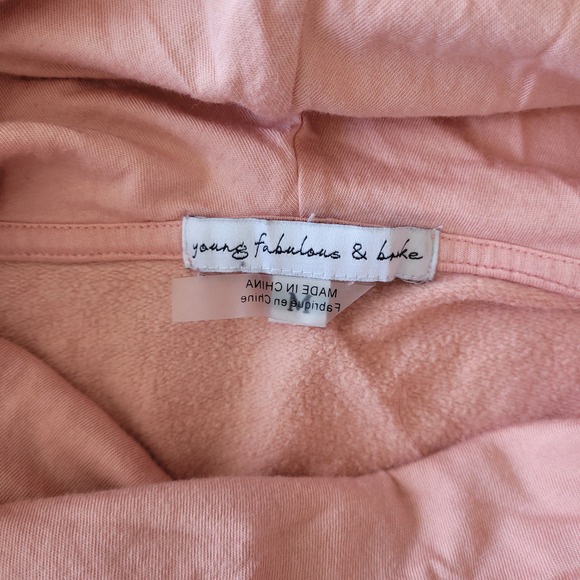 young fabulous & broke
MADE IN CHINA
Fabriqué en Chine
M